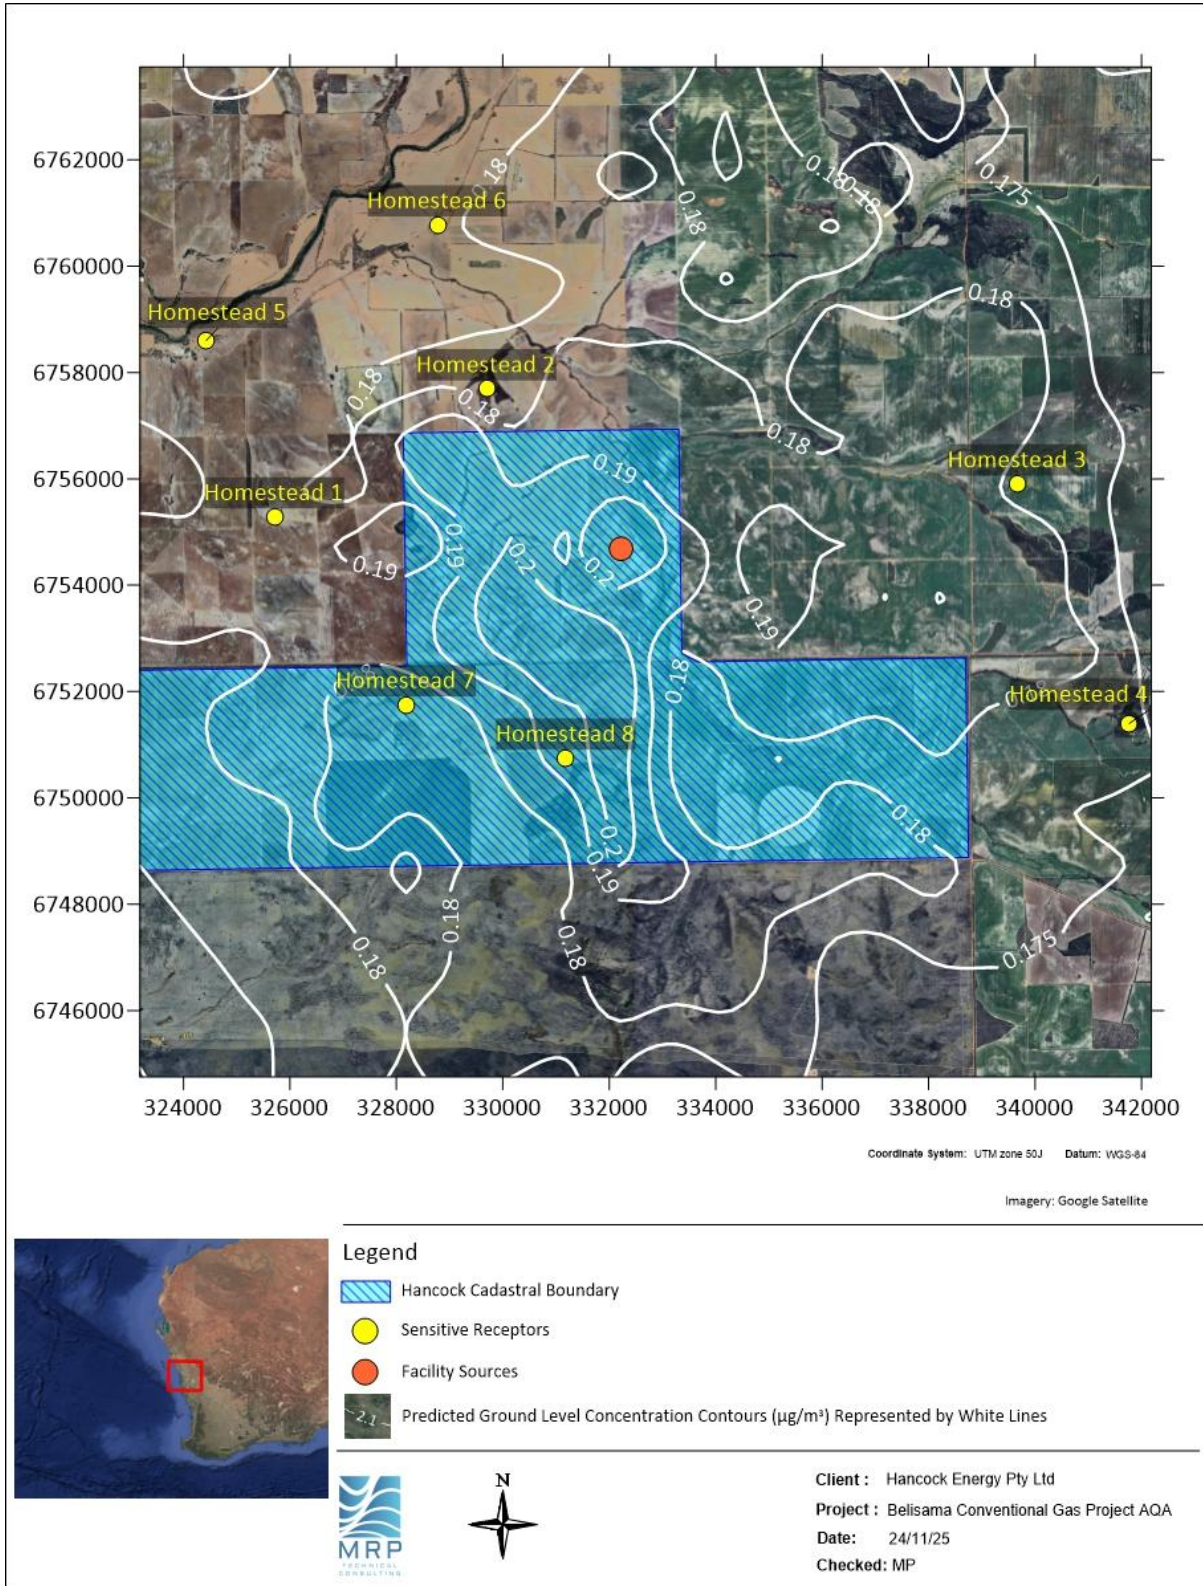 6762000
6760000
6758000
6756000
6754000
6752000
6750000
6748000
6746000
324000 326000 328000 330000 332000 334000 336000 338000 340000 342000
Homestead 6
Homestead 5
Homestead 2
Homestead 3
Homestead 1
Homestead 7
Homestead 4
Homestead 8
0.18
0.18
0.18
0.18
0.175
0.18
0.18
0.18
0.18
0.19
0.19
0.19
0.2
0.2
0.19
0.18
0.18
0.2
0.19
0.18
0.18
0.18
0.175
Coordinate System: UTM zone 50J Datum: WGS-84
Imagery: Google Satellite
Legend
Hancock Cadastral Boundary
Sensitive Receptors
Facility Sources
2.1
Predicted Ground Level Concentration Contours (µg/m³) Represented by White Lines
MRP
TECHNICAL
CONSULTING
N
Client : Hancock Energy Pty Ltd
Project : Belisama Conventional Gas Project AQA
Date: 24/11/25
Checked: MP